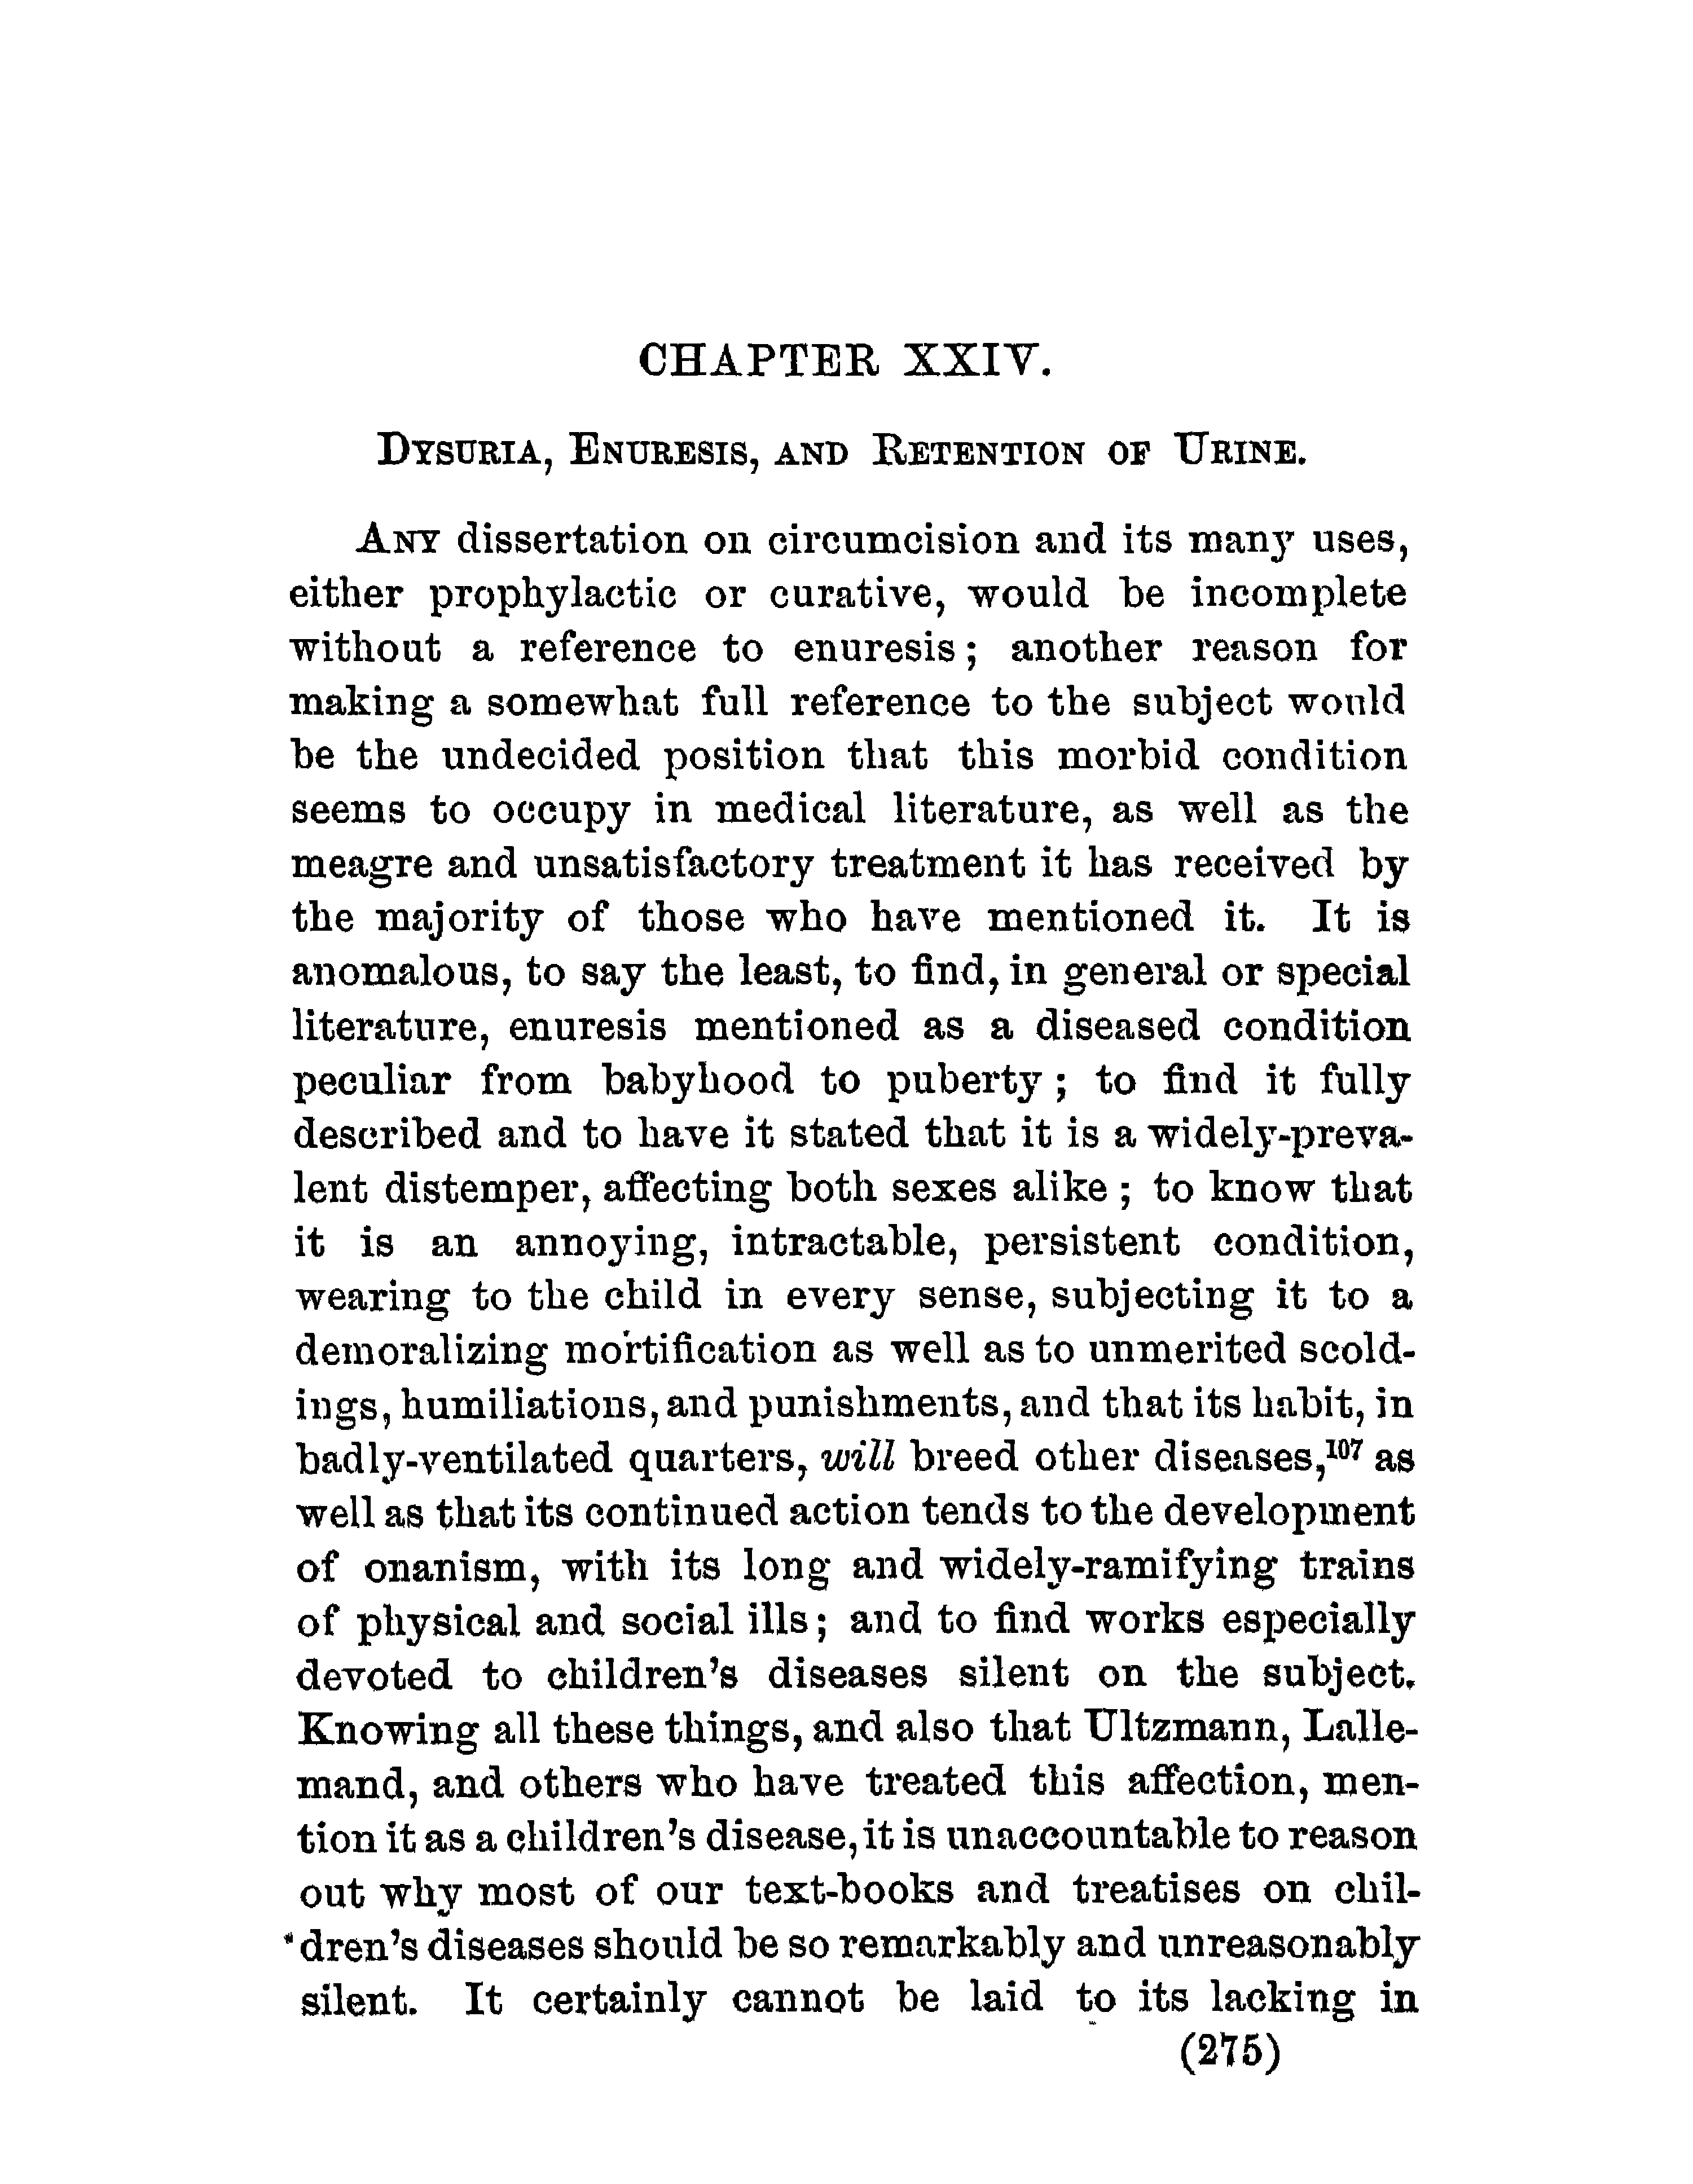 CHAPTER XXIV.
DYSURIA, ENURESIS, AND RETENTION OF URINE.
ANY dissertation on circumcision and its many uses,
either prophylactic or curative, would be incomplete
without a reference to enuresis; another reason for
making a somewhat full reference to the subject would
be the undecided position that this morbid condition
seems to occupy in medical literature, as well as the
meagre and unsatisfactory treatment it has received by
the majority of those who have mentioned it. It is
anomalous, to say the least, to find, in general or special
literature, enuresis mentioned as a diseased condition
peculiar from babyhood to puberty; to find it fully
described and to have it stated that it is a widely-preva-
lent distemper, affecting both sexes alike; to know that
it is an annoying, intractable, persistent condition,
wearing to the child in every sense, subjecting it to a
demoralizing mortification as well as to unmerited scold-
ings, humiliations, and punishments, and that its habit, in
badly-ventilated quarters, will breed other diseases,¹⁰⁷ as
well as that its continued action tends to the development
of onanism, with its long and widely-ramifying trains
of physical and social ills; and to find works especially
devoted to children's diseases silent on the subject.
Knowing all these things, and also that Ultzmann, Lalle-
mand, and others who have treated this affection, men-
tion it as a children's disease, it is unaccountable to reason
out why most of our text-books and treatises on chil-
dren's diseases should be so remarkably and unreasonably
silent. It certainly cannot be laid to its lacking in
(275)